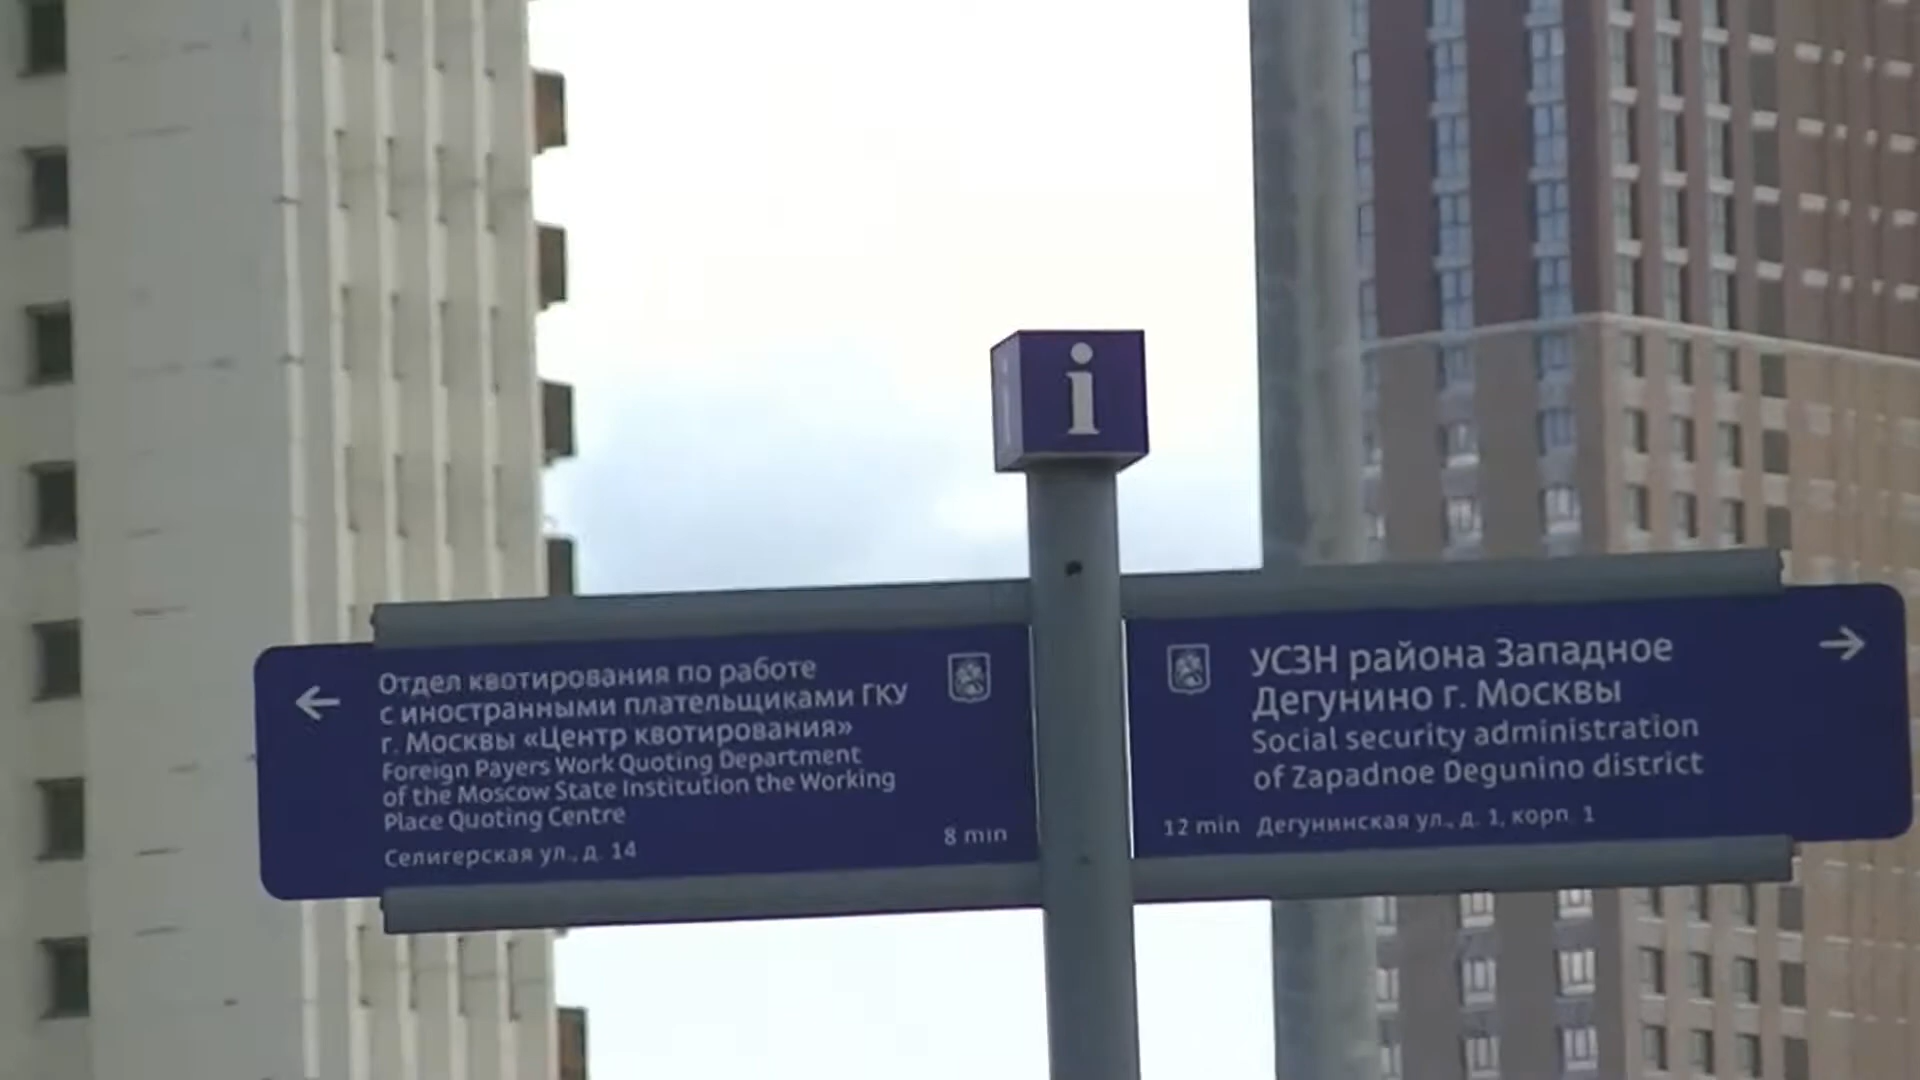 i
Отдел квотирования по работе
с иностранными плательщиками ГКУ
г. Москвы «Центр квотирования»
Foreign Payers Work Quoting Department
of the Moscow State Institution the Working
Place Quoting Centre
Селигерская ул., д. 14
8 min
УСЗН района Западное
Дегунино г. Москвы
Social security administration
of Zapadnoe Degunino district
12 min Дегунинская ул., д. 1, корп. 1